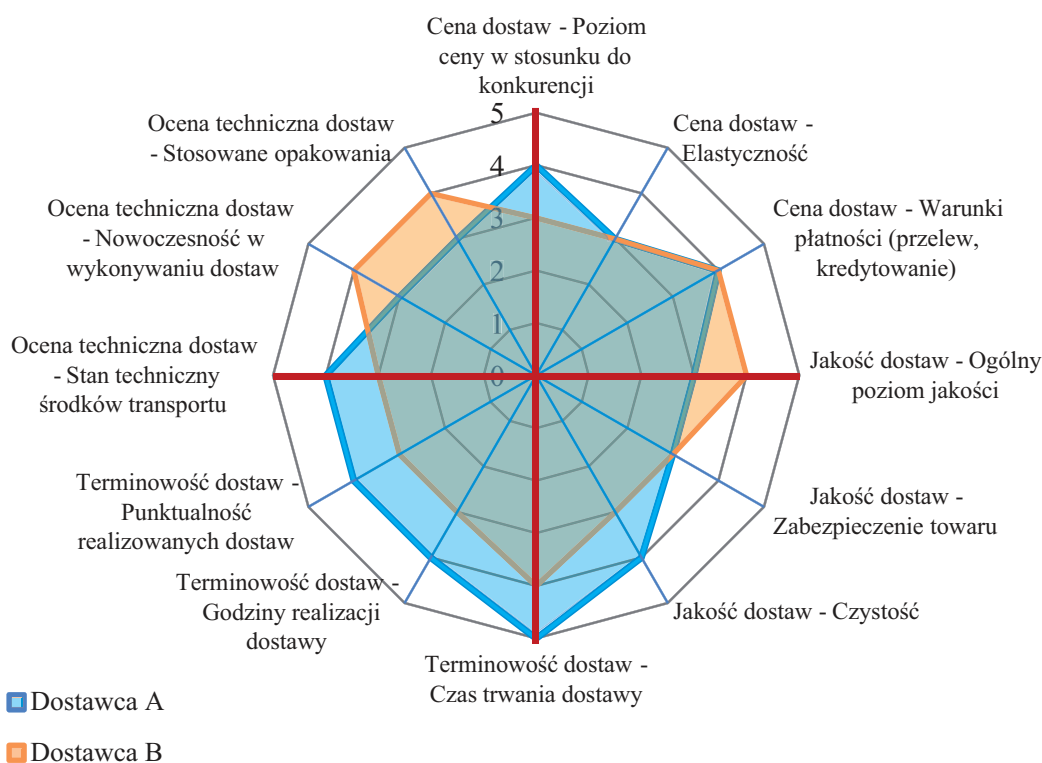 Cena dostaw - Poziom
ceny w stosunku do
konkurencji
Cena dostaw -
Elastyczność
Cena dostaw - Warunki
płatności (przelew,
kredytowanie)
Jakość dostaw - Ogólny
poziom jakości
Jakość dostaw -
Zabezpieczenie towaru
Jakość dostaw - Czystość
Terminowość dostaw -
Czas trwania dostawy
Terminowość dostaw -
Godziny realizacji
dostawy
Terminowość dostaw -
Punktualność
realizowanych dostaw
Ocena techniczna dostaw
- Stan techniczny
środków transportu
Ocena techniczna dostaw
- Nowoczesność w
wykonywaniu dostaw
Ocena techniczna dostaw
- Stosowane opakowania
5
4
3
2
1
0
Dostawca A
Dostawca B